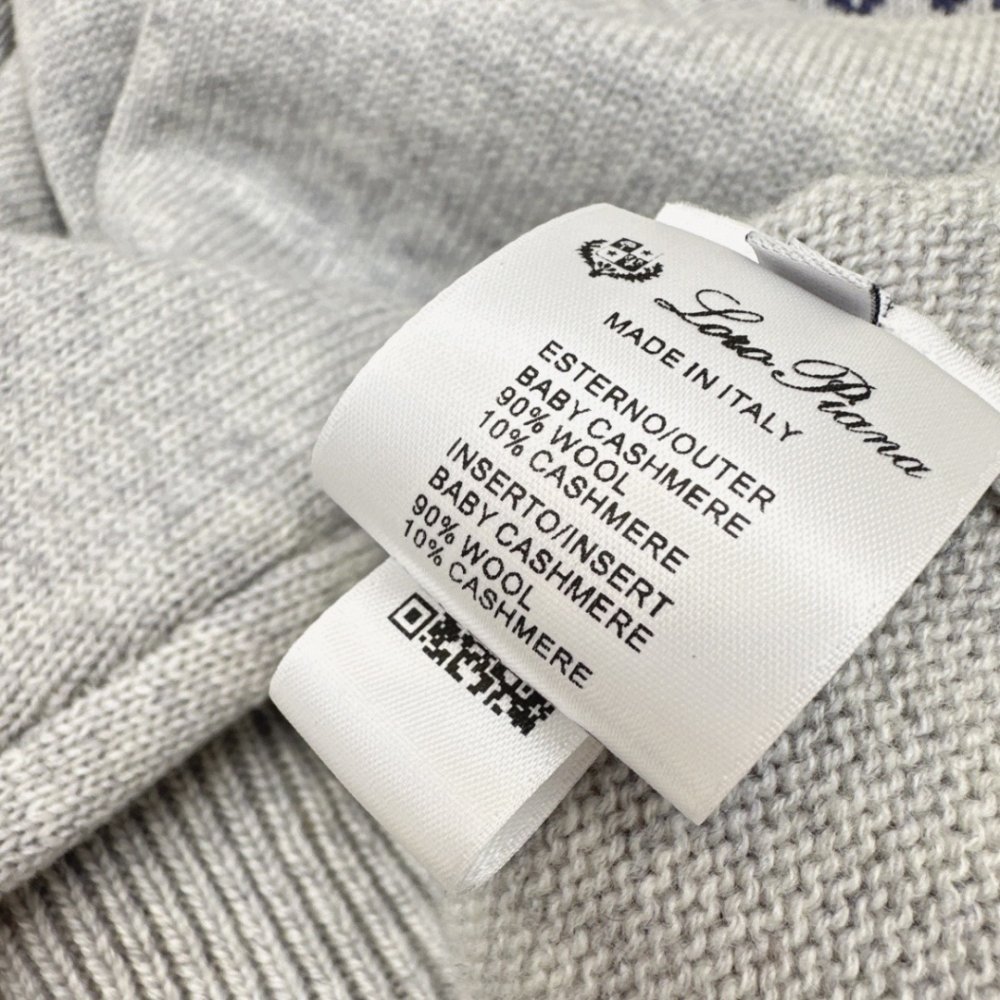 Loro Piana
MADE IN ITALY
ESTERNO/OUTER
BABY CASHMERE
90% WOOL
10% CASHMERE
INSERTO/INSERT
BABY CASHMERE
90% WOOL
10% CASHMERE